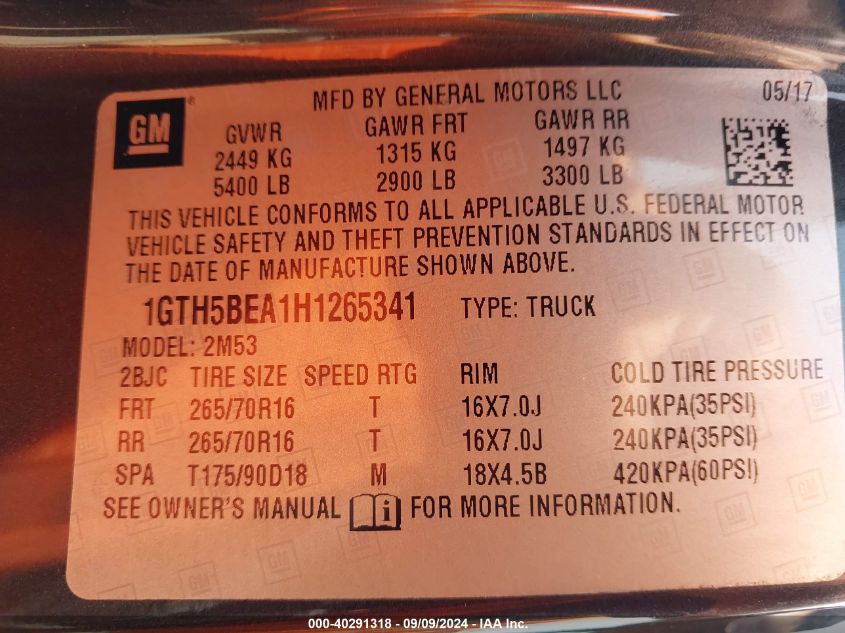 GM ® MFD BY GENERAL MOTORS LLC 05/17
GVWR GAWR FRT GAWR RR
2449 KG 1315 KG 1497 KG
5400 LB 2900 LB 3300 LB
THIS VEHICLE CONFORMS TO ALL APPLICABLE U.S. FEDERAL MOTOR
VEHICLE SAFETY AND THEFT PREVENTION STANDARDS IN EFFECT ON
THE DATE OF MANUFACTURE SHOWN ABOVE.
1GTH5BEA1H1265341 TYPE: TRUCK
MODEL: 2M53
2BJC TIRE SIZE SPEED RTG RIM COLD TIRE PRESSURE
FRT 265/70R16 T 16X7.0J 240KPA(35PSI)
RR 265/70R16 T 16X7.0J 240KPA(35PSI)
SPA T175/90D18 M 18X4.5B 420KPA(60PSI)
SEE OWNER'S MANUAL i FOR MORE INFORMATION.
000-40291318 - 09/09/2024 - IAA Inc.